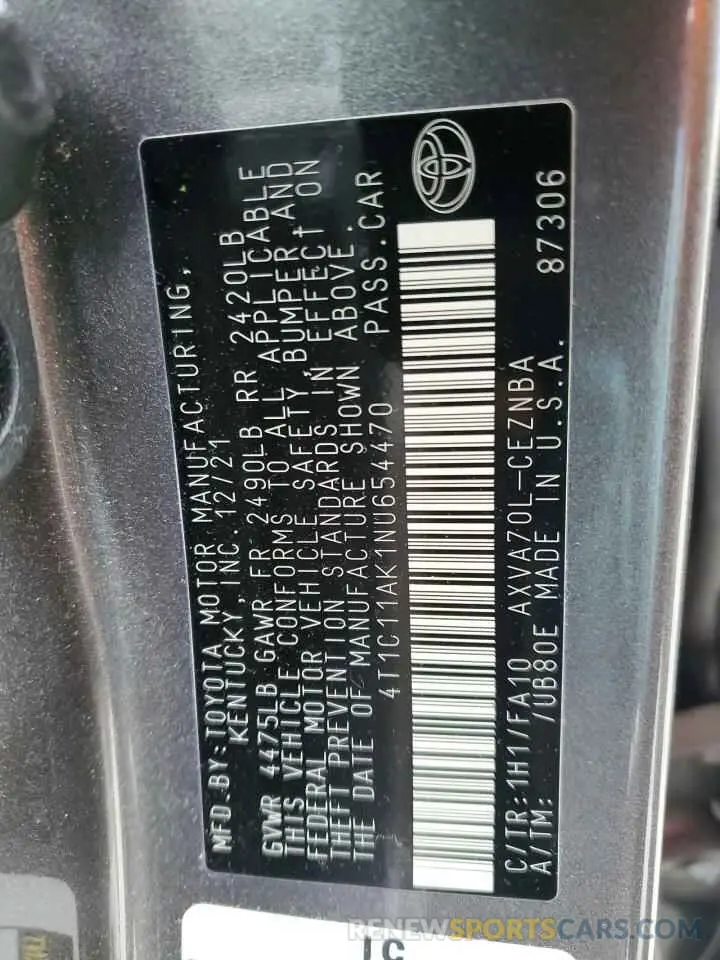 MFD.BY:TOYOTA MOTOR MANUFACTURING,
KENTUCKY, INC. 12/21
GVWR 4475LB GAWR FR 2490LB RR 2420LB
THIS VEHICLE CONFORMS TO ALL APPLICABLE
FEDERAL MOTOR VEHICLE SAFETY, BUMPER AND
THEFT PREVENTION STANDARDS IN EFFECT ON
THE DATE OF MANUFACTURE SHOWN ABOVE.
4T1C11AK1NU654470 PASS.CAR
C/TR:1H1/FA10 AXVA70L-CEZNBA
A/TM: /UB80E MADE IN U.S.A. 87306
TC
RENEWSPORTSCARS.COM